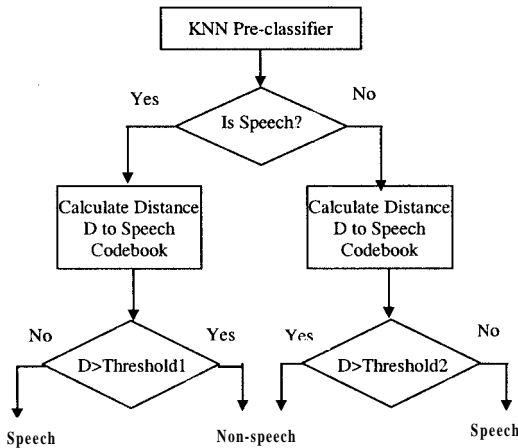 KNN Pre-classifier
Yes
No
Is Speech?
Calculate Distance
D to Speech
Codebook
Calculate Distance
D to Speech
Codebook
No
Yes
Yes
No
D>Threshold1
D>Threshold2
Speech
Non-speech
Speech